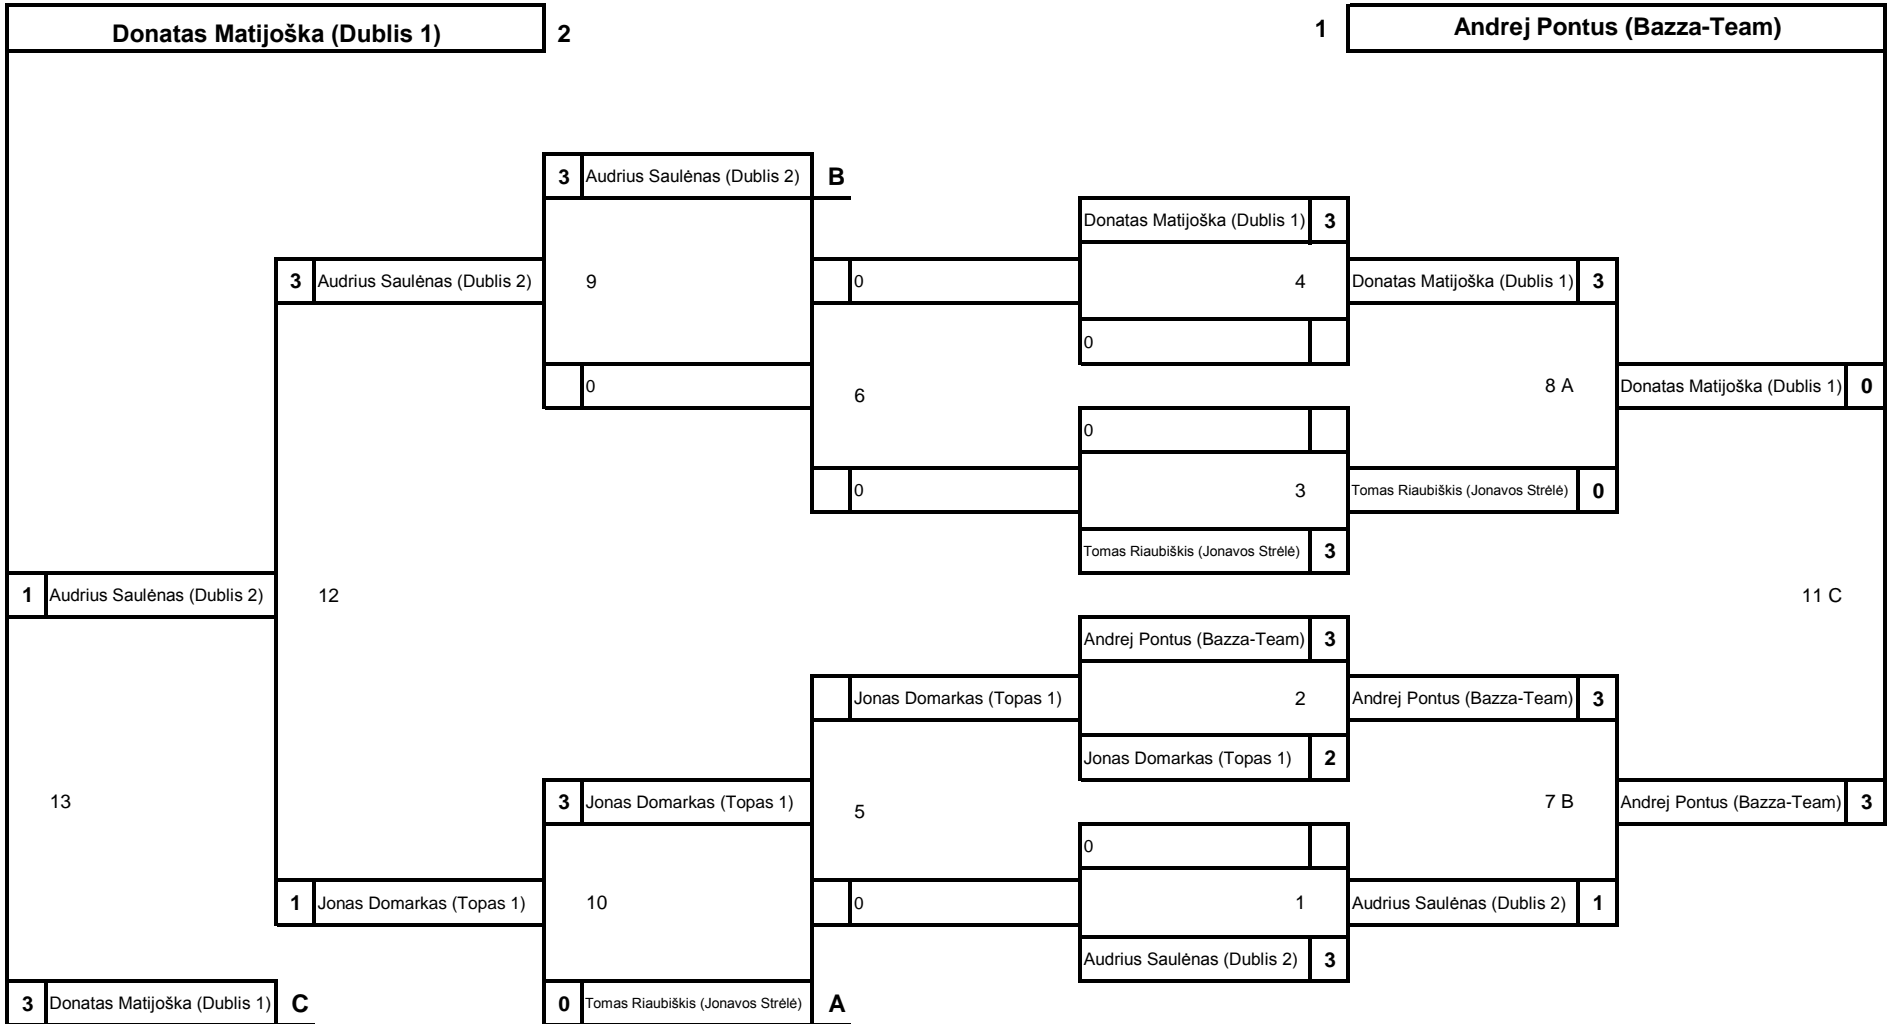 Donatas Matijoška (Dublis 1) 2 1 Andrej Pontus (Bazza-Team)
3 Audrius Saulėnas (Dublis 2) B
Donatas Matijoška (Dublis 1) 3
3 Audrius Saulėnas (Dublis 2) 9 0 4 Donatas Matijoška (Dublis 1) 3
0
0 6 8 A Donatas Matijoška (Dublis 1) 0
0
0 3 Tomas Riaubiškis (Jonavos Strėlė) 0
Tomas Riaubiškis (Jonavos Strėlė) 3
1 Audrius Saulėnas (Dublis 2) 12 11 C
Andrej Pontus (Bazza-Team) 3
Jonas Domarkas (Topas 1) 2 Andrej Pontus (Bazza-Team) 3
Jonas Domarkas (Topas 1) 2
13 3 Jonas Domarkas (Topas 1) 5 7 B Andrej Pontus (Bazza-Team) 3
0
1 Jonas Domarkas (Topas 1) 10 0 1 Audrius Saulėnas (Dublis 2) 1
Audrius Saulėnas (Dublis 2) 3
3 Donatas Matijoška (Dublis 1) C 0 Tomas Riaubiškis (Jonavos Strėlė) A